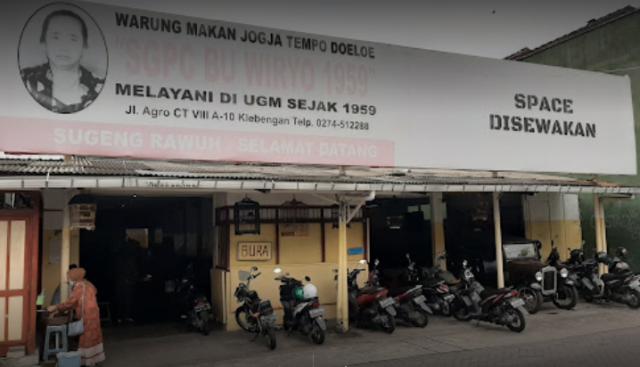 WARUNG MAKAN JOGJA TEMPO DOELOE
"SGPC BU WIRYO 1959"
MELAYANI DI UGM SEJAK 1959
Jl. Agro CT VIII A-10 Klebengan Telp. 0274-512288
SUGENG RAWUH - SELAMAT DATANG
SPACE
DISEWAKAN
BUKA